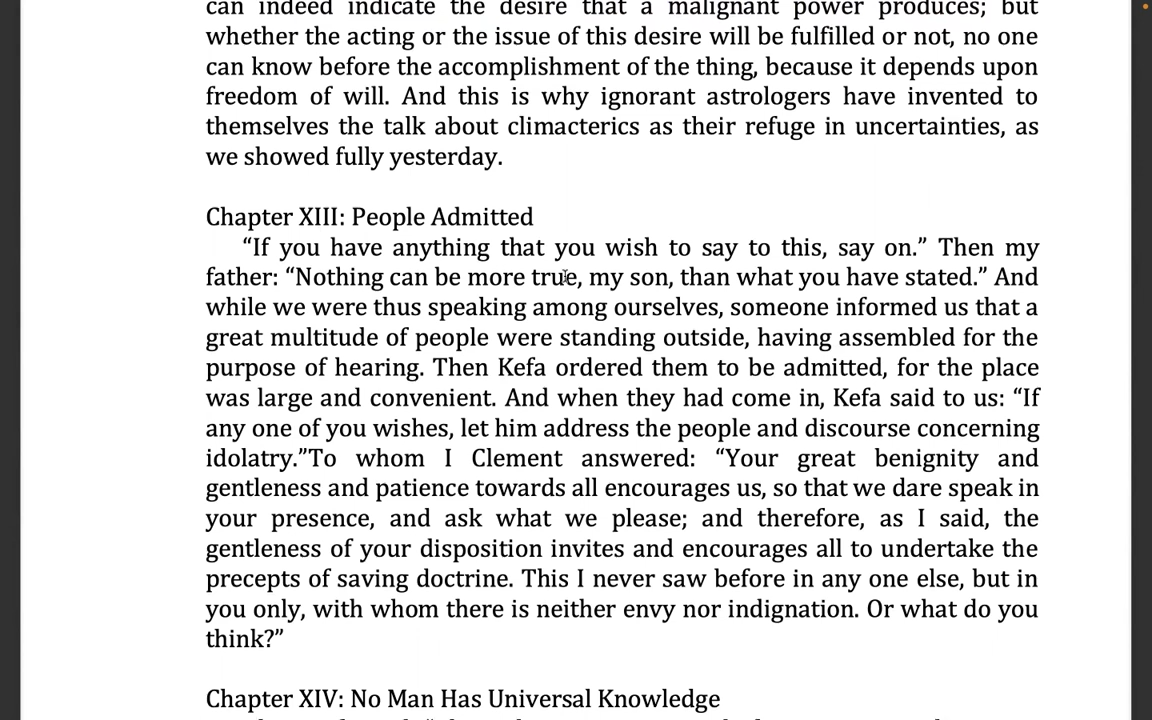 can indeed indicate the desire that a malignant power produces; but
whether the acting or the issue of this desire will be fulfilled or not, no one
can know before the accomplishment of the thing, because it depends upon
freedom of will. And this is why ignorant astrologers have invented to
themselves the talk about climacterics as their refuge in uncertainties, as
we showed fully yesterday.
Chapter XIII: People Admitted
“If you have anything that you wish to say to this, say on.” Then my
father: “Nothing can be more true, my son, than what you have stated.” And
while we were thus speaking among ourselves, someone informed us that a
great multitude of people were standing outside, having assembled for the
purpose of hearing. Then Kefa ordered them to be admitted, for the place
was large and convenient. And when they had come in, Kefa said to us: “If
any one of you wishes, let him address the people and discourse concerning
idolatry.”To whom I Clement answered: “Your great benignity and
gentleness and patience towards all encourages us, so that we dare speak in
your presence, and ask what we please; and therefore, as I said, the
gentleness of your disposition invites and encourages all to undertake the
precepts of saving doctrine. This I never saw before in any one else, but in
you only, with whom there is neither envy nor indignation. Or what do you
think?”
Chapter XIV: No Man Has Universal Knowledge